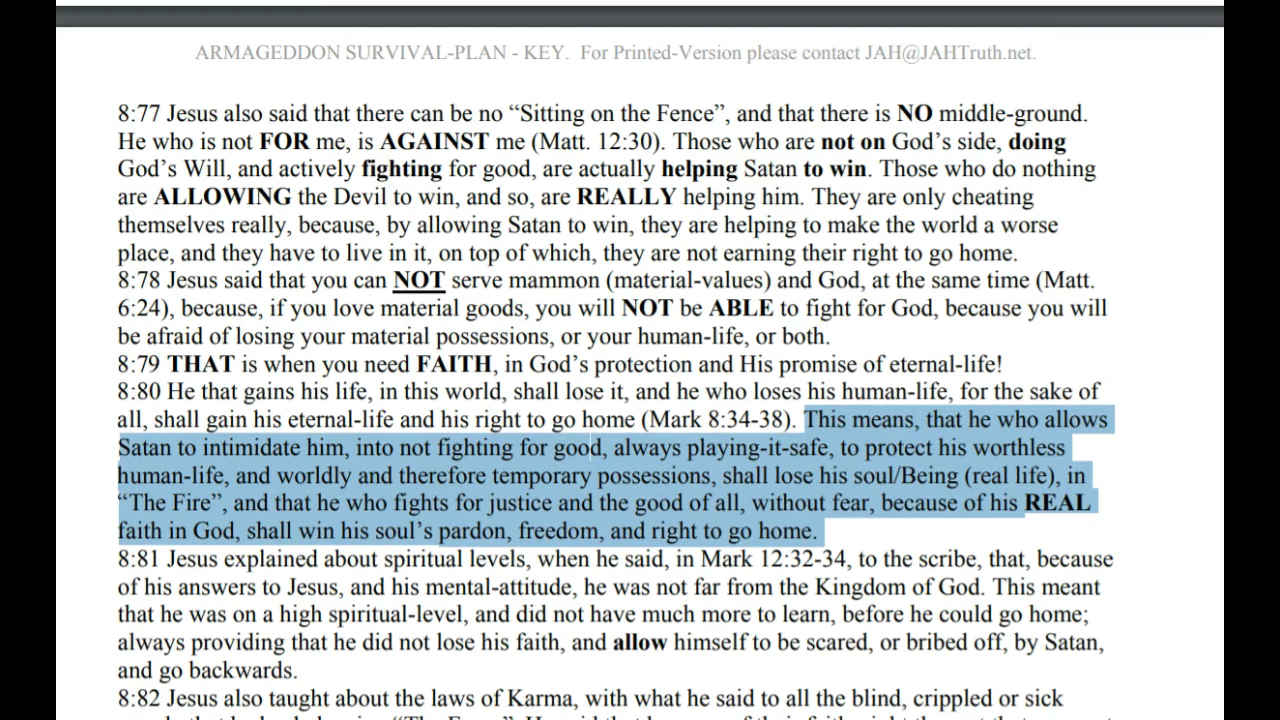 ARMAGEDDON SURVIVAL-PLAN - KEY. For Printed-Version please contact JAH@JAHTruth.net.
8:77 Jesus also said that there can be no “Sitting on the Fence”, and that there is NO middle-ground.
He who is not FOR me, is AGAINST me (Matt. 12:30). Those who are not on God’s side, doing
God’s Will, and actively fighting for good, are actually helping Satan to win. Those who do nothing
are ALLOWING the Devil to win, and so, are REALLY helping him. They are only cheating
themselves really, because, by allowing Satan to win, they are helping to make the world a worse
place, and they have to live in it, on top of which, they are not earning their right to go home.
8:78 Jesus said that you can NOT serve mammon (material-values) and God, at the same time (Matt.
6:24), because, if you love material goods, you will NOT be ABLE to fight for God, because you will
be afraid of losing your material possessions, or your human-life, or both.
8:79 THAT is when you need FAITH, in God’s protection and His promise of eternal-life!
8:80 He that gains his life, in this world, shall lose it, and he who loses his human-life, for the sake of
all, shall gain his eternal-life and his right to go home (Mark 8:34-38). This means, that he who allows
Satan to intimidate him, into not fighting for good, always playing-it-safe, to protect his worthless
human-life, and worldly and therefore temporary possessions, shall lose his soul/Being (real life), in
“The Fire”, and that he who fights for justice and the good of all, without fear, because of his REAL
faith in God, shall win his soul’s pardon, freedom, and right to go home.
8:81 Jesus explained about spiritual levels, when he said, in Mark 12:32-34, to the scribe, that, because
of his answers to Jesus, and his mental-attitude, he was not far from the Kingdom of God. This meant
that he was on a high spiritual-level, and did not have much more to learn, before he could go home;
always providing that he did not lose his faith, and allow himself to be scared, or bribed off, by Satan,
and go backwards.
8:82 Jesus also taught about the laws of Karma, with what he said to all the blind, crippled or sick